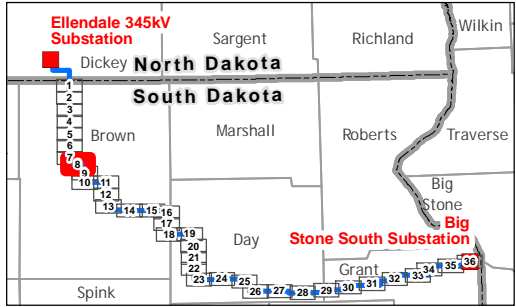 Ellendale 345kV
Substation
Wilkin
Sargent
Richland
Dickey
North Dakota
South Dakota
1
2
3
4
5
6
7
8
9
10
11
12
13
14
15
16
17
18
19
20
21
22
23
24
25
26
27
28
29
30
31
32
33
34
35
36
Brown
Marshall
Roberts
Traverse
Big
Stone
Big
Stone South Substation
Day
Grant
Spink